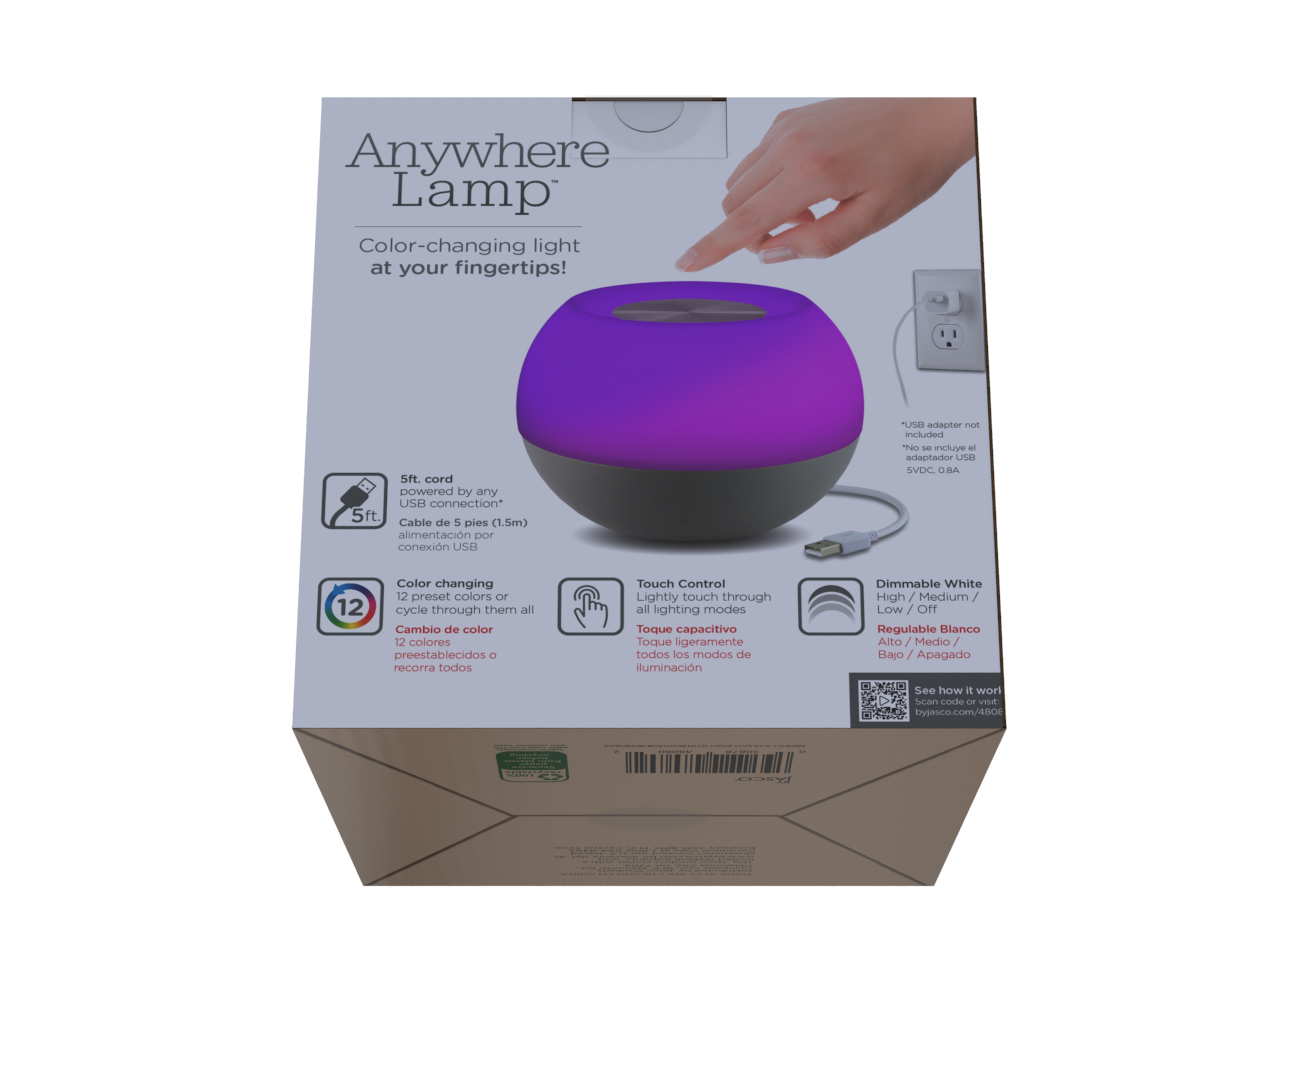 Anywhere
Lamp™
Color-changing light
at your fingertips!
*USB adapter not
included
*No se incluye el
adaptador USB
5VDC, 0.8A
5ft.
5ft. cord
powered by any
USB connection*
Cable de 5 pies (1.5m)
alimentación por
conexión USB
12
Color changing
12 preset colors or
cycle through them all
Cambio de color
12 colores
preestablecidos o
recorra todos
Touch Control
Lightly touch through
all lighting modes
Toque capacitivo
Toque ligeramente
todos los modos de
iluminación
Dimmable White
High / Medium /
Low / Off
Regulable Blanco
Alto / Medio /
Bajo / Apagado
See how it work
Scan code or visit:
byjasco.com/4808
BY
JASCO
100%